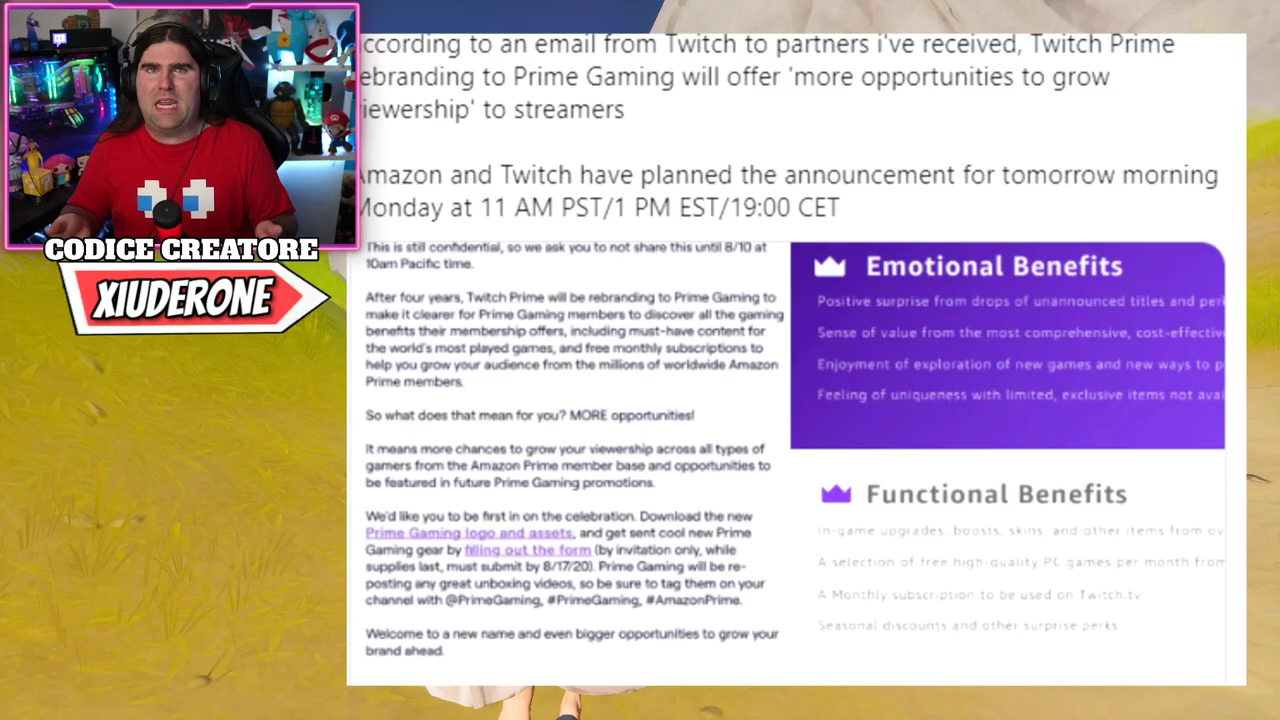 ccording to an email from Twitch to partners i've received, Twitch Prime
ebranding to Prime Gaming will offer 'more opportunities to grow
iewership' to streamers
Amazon and Twitch have planned the announcement for tomorrow morning
Monday at 11 AM PST/1 PM EST/19:00 CET
CODICE CREATORE
XIUDERONE
This is still confidential, so we ask you to not share this until 8/10 at
10am Pacific time.
After four years, Twitch Prime will be rebranding to Prime Gaming to
make it clearer for Prime Gaming members to discover all the gaming
benefits their membership offers, including must-have content for
the world's most played games, and free monthly subscriptions to
help you grow your audience from the millions of worldwide Amazon
Prime members.
So what does that mean for you? MORE opportunities!
It means more chances to grow your viewership across all types of
gamers from the Amazon Prime member base and opportunities to
be featured in future Prime Gaming promotions.
We'd like you to be first in on the celebration. Download the new
Prime Gaming logo and assets, and get sent cool new Prime
Gaming gear by filling out the form (by invitation only, while
supplies last, must submit by 8/17/20). Prime Gaming will be re-
posting any great unboxing videos, so be sure to tag them on your
channel with @PrimeGaming, #PrimeGaming, #AmazonPrime.
Welcome to a new name and even bigger opportunities to grow your
brand ahead.
Emotional Benefits
Positive surprise from drops of unannounced titles and per
Sense of value from the most comprehensive, cost-effectiv
Enjoyment of exploration of new games and new ways to p
Feeling of uniqueness with limited, exclusive items not avai
Functional Benefits
In-game upgrades, boosts, skins, and other items from ov
A selection of free high-quality PC games per month from
A Monthly subscription to be used on Twitch.tv
Seasonal discounts and other surprise perks